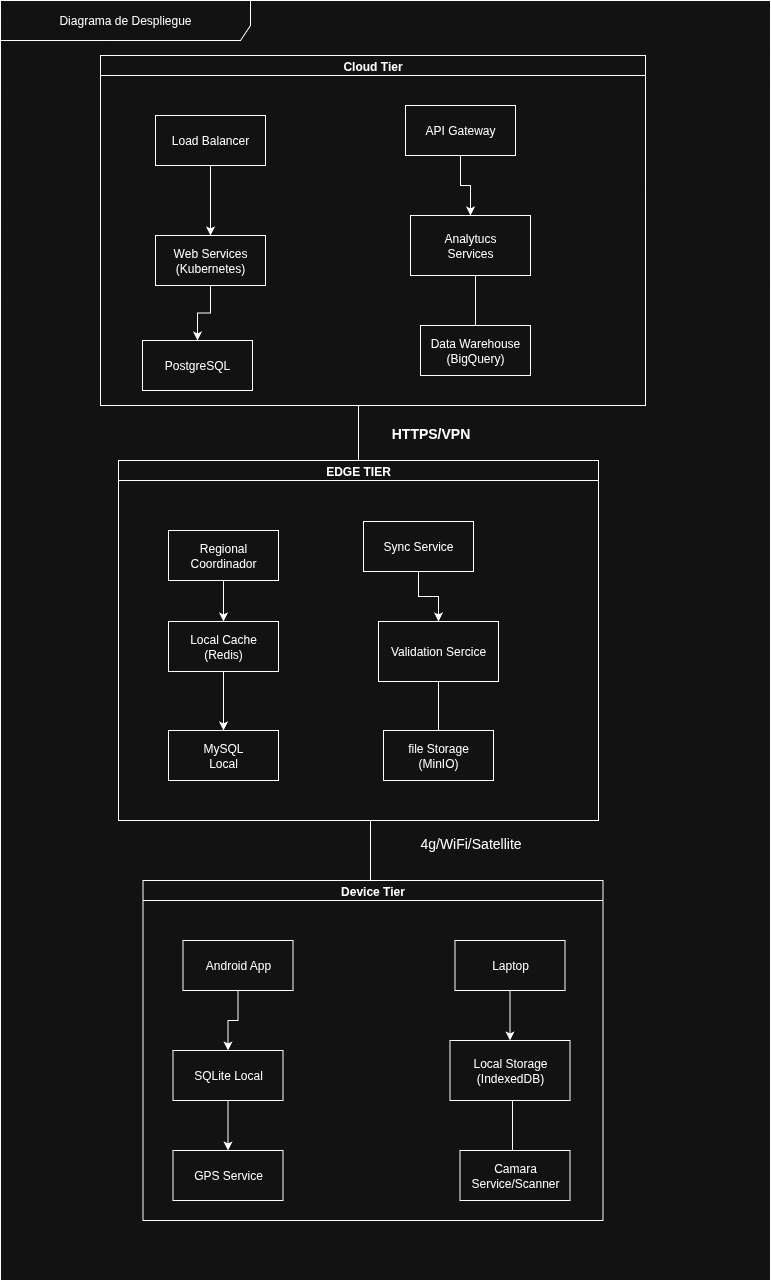 Diagrama de Despliegue
Cloud Tier
Load Balancer
API Gateway
Web Services
(Kubernetes)
Analytucs
Services
PostgreSQL
Data Warehouse
(BigQuery)
HTTPS/VPN
EDGE TIER
Regional
Coordinador
Sync Service
Local Cache
(Redis)
Validation Sercice
MySQL
Local
file Storage
(MinIO)
4g/WiFi/Satellite
Device Tier
Android App
Laptop
SQLite Local
Local Storage
(IndexedDB)
GPS Service
Camara
Service/Scanner